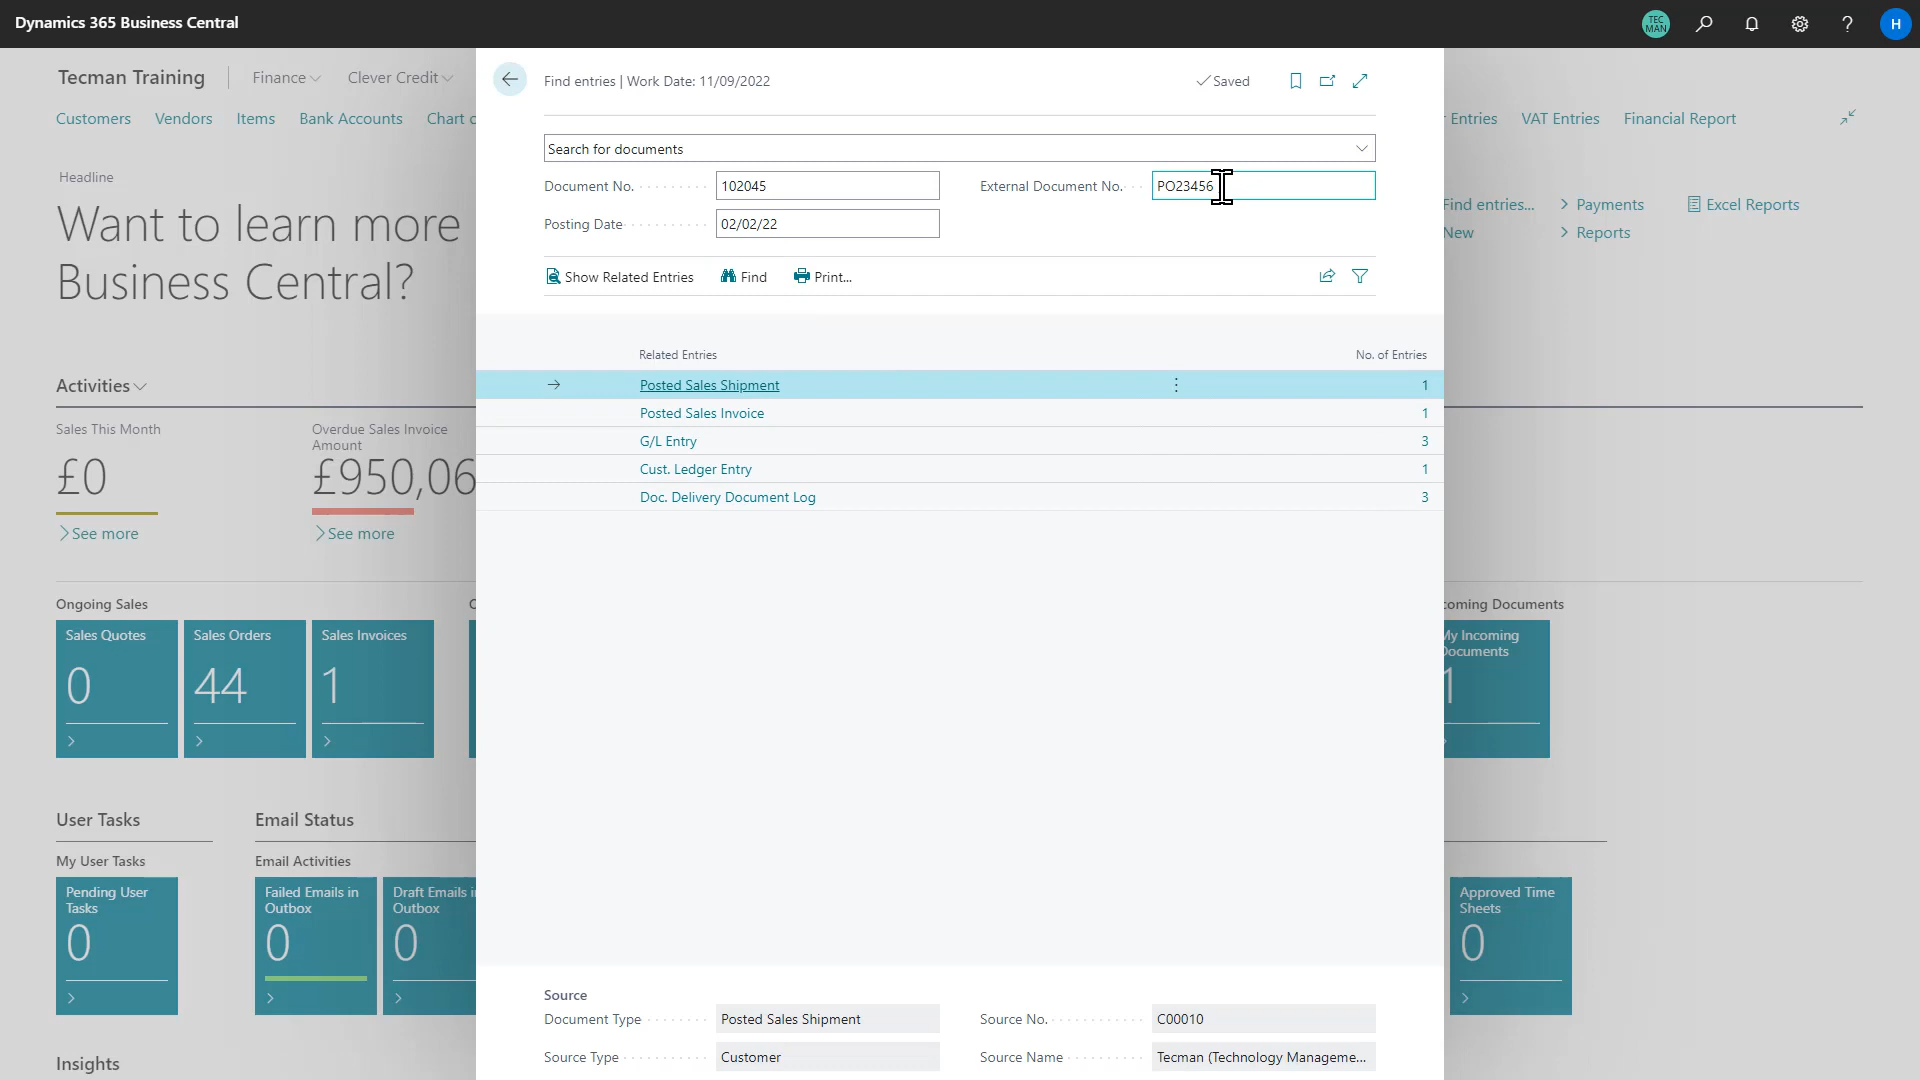 Dynamics 365 Business Central
TEC
MAN
?
H
Tecman Training
Finance
Clever Credit
Customers
Vendors
Items
Bank Accounts
Chart o
Entries
VAT Entries
Financial Report
Find entries | Work Date: 11/09/2022
Saved
Search for documents
Document No.
102045
External Document No.
PO23456
Posting Date
02/02/22
Show Related Entries
Find
Print...
Headline
Want to learn more
Business Central?
Find entries...
New
Payments
Reports
Excel Reports
Related Entries
No. of Entries
Posted Sales Shipment
1
Posted Sales Invoice
1
G/L Entry
3
Cust. Ledger Entry
1
Doc. Delivery Document Log
3
Activities
Sales This Month
£0
See more
Overdue Sales Invoice
Amount
£950,06
See more
Ongoing Sales
Sales Quotes
0
Sales Orders
44
Sales Invoices
1
coming Documents
My Incoming
Documents
1
User Tasks
My User Tasks
Pending User
Tasks
0
Email Status
Email Activities
Failed Emails in
Outbox
0
Draft Emails i
Outbox
0
Approved Time
Sheets
0
Source
Document Type
Posted Sales Shipment
Source No.
C00010
Source Type
Customer
Source Name
Tecman (Technology Manageme...
Insights